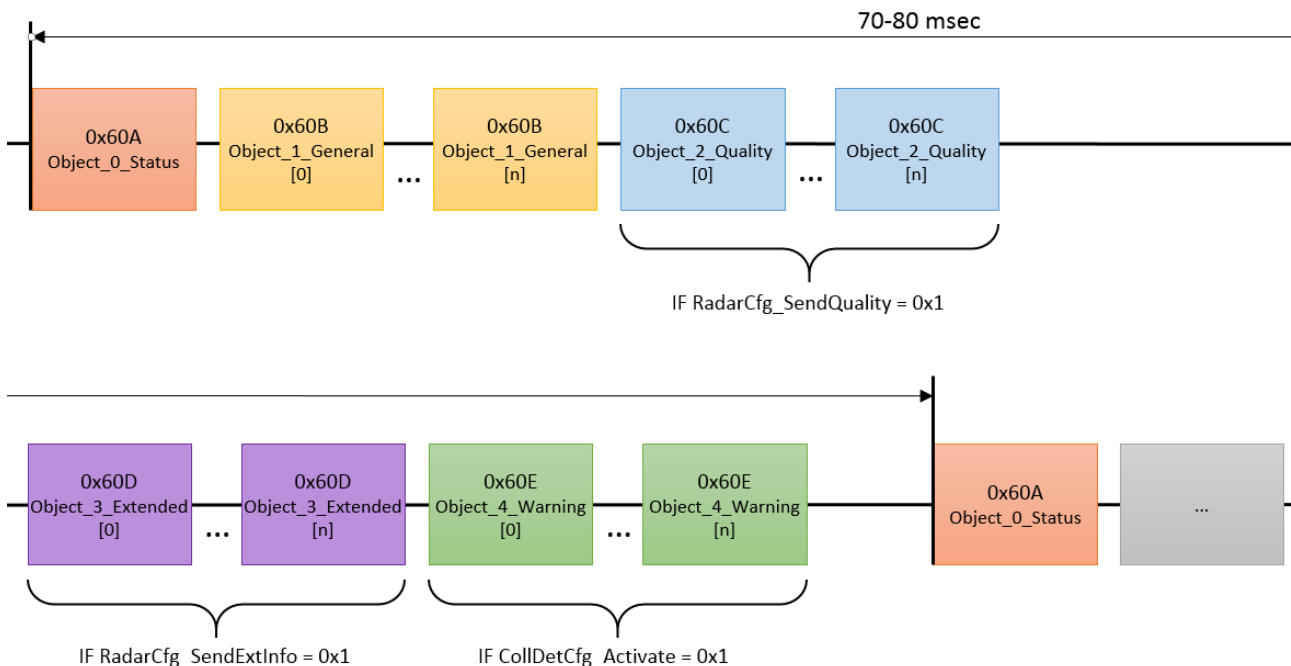 70-80 msec
0x60A
Object_0_Status
0x60B
Object_1_General
[0]
...
0x60B
Object_1_General
[n]
0x60C
Object_2_Quality
[0]
...
0x60C
Object_2_Quality
[n]
IF RadarCfg_SendQuality = 0x1
0x60D
Object_3_Extended
[0]
...
0x60D
Object_3_Extended
[n]
0x60E
Object_4_Warning
[0]
...
0x60E
Object_4_Warning
[n]
0x60A
Object_0_Status
...
IF RadarCfg_SendExtInfo = 0x1
IF CollDetCfg_Activate = 0x1